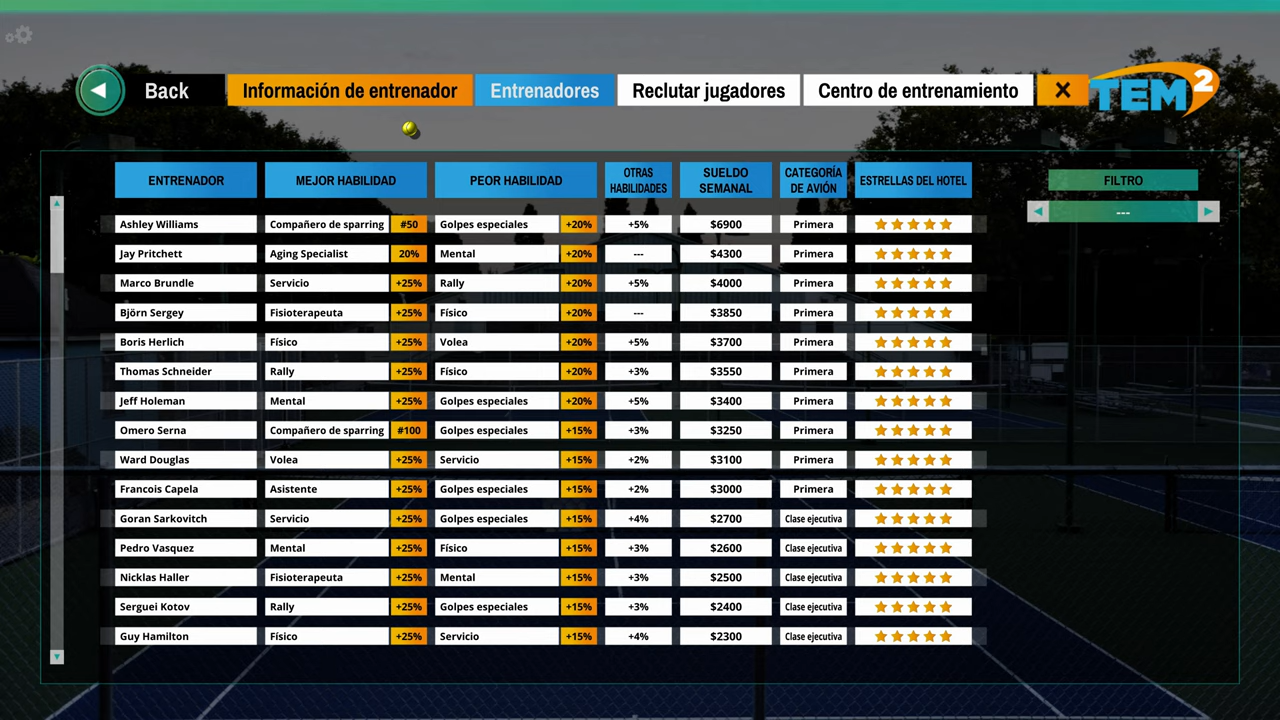 Back
Información de entrenador
Entrenadores
Reclutar jugadores
Centro de entrenamiento
X
TEM2
ENTRENADOR MEJOR HABILIDAD PEOR HABILIDAD OTRAS HABILIDADES SUELDO SEMANAL CATEGORÍA DE AVIÓN ESTRELLAS DEL HOTEL
FILTRO
---
Ashley Williams Compañero de sparring #50 Golpes especiales +20% +5% $6900 Primera
Jay Pritchett Aging Specialist 20% Mental +20% --- $4300 Primera
Marco Brundle Servicio +25% Rally +20% +5% $4000 Primera
Björn Sergey Fisioterapeuta +25% Físico +20% --- $3850 Primera
Boris Herlich Físico +25% Volea +20% +5% $3700 Primera
Thomas Schneider Rally +25% Físico +20% +3% $3550 Primera
Jeff Holeman Mental +25% Golpes especiales +20% +5% $3400 Primera
Omero Serna Compañero de sparring #100 Golpes especiales +15% +3% $3250 Primera
Ward Douglas Volea +25% Servicio +15% +2% $3100 Primera
Francois Capela Asistente +25% Golpes especiales +15% +2% $3000 Primera
Goran Sarkovitch Servicio +25% Golpes especiales +15% +4% $2700 Clase ejecutiva
Pedro Vasquez Mental +25% Físico +15% +3% $2600 Clase ejecutiva
Nicklas Haller Fisioterapeuta +25% Mental +15% +3% $2500 Clase ejecutiva
Serguei Kotov Rally +25% Golpes especiales +15% +3% $2400 Clase ejecutiva
Guy Hamilton Físico +25% Servicio +15% +4% $2300 Clase ejecutiva